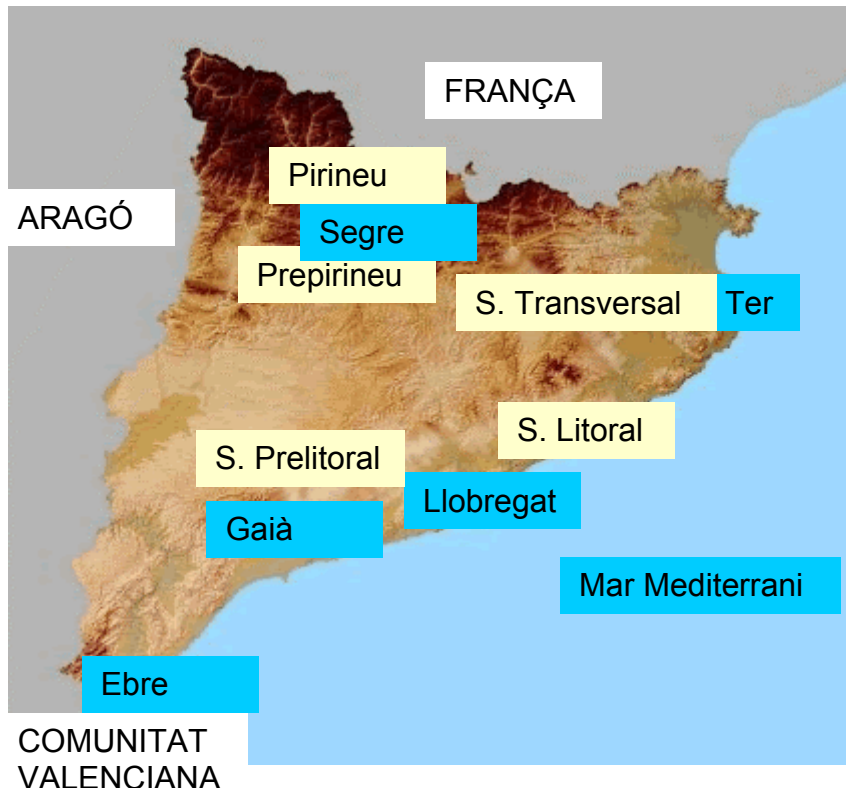 FRANÇA
Pirineu
ARAGÓ
Segre
Prepirineu
S. Transversal
Ter
S. Litoral
S. Prelitoral
Llobregat
Gaià
Mar Mediterrani
Ebre
COMUNITAT
VALENCIANA